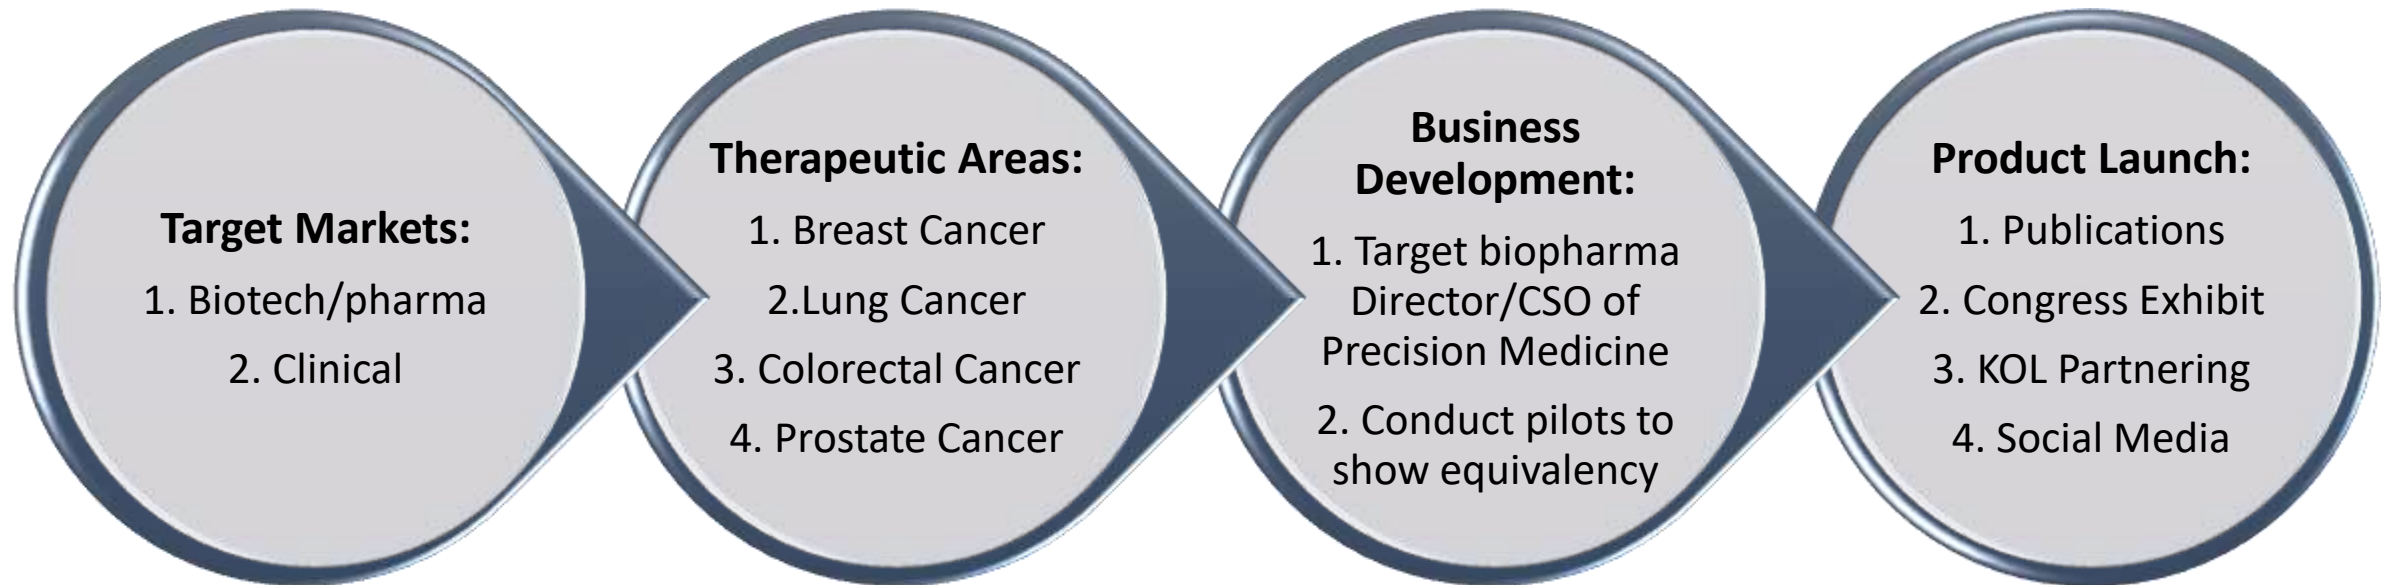 Target Markets:
1. Biotech/pharma
2. Clinical
Therapeutic Areas:
1. Breast Cancer
2.Lung Cancer
3. Colorectal Cancer
4. Prostate Cancer
Business
Development:
1. Target biopharma
Director/CSO of
Precision Medicine
2. Conduct pilots to
show equivalency
Product Launch:
1. Publications
2. Congress Exhibit
3. KOL Partnering
4. Social Media